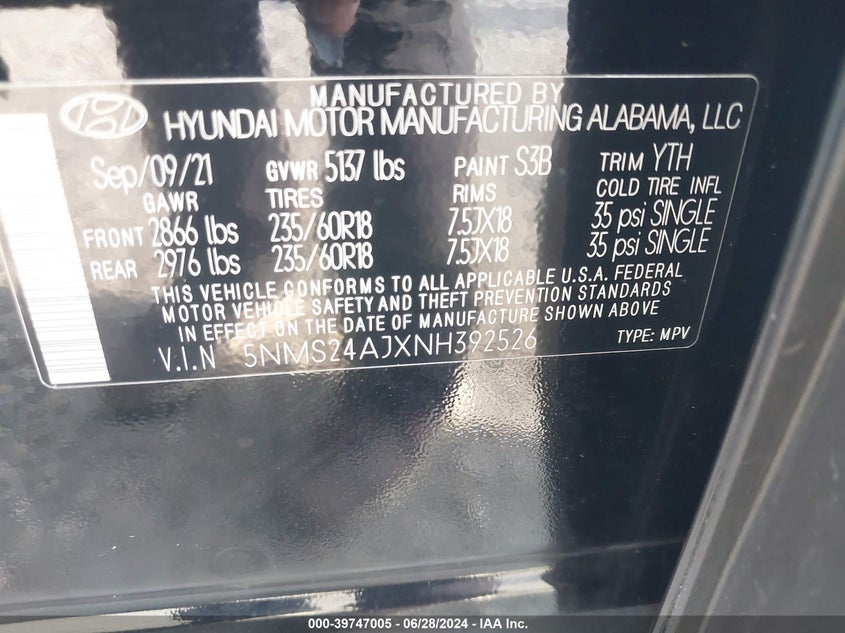 MANUFACTURED BY
HYUNDAI MOTOR MANUFACTURING ALABAMA, LLC
Sep/09/21 GVWR 5137 lbs PAINT S3B TRIM YTH
GAWR TIRES RIMS COLD TIRE INFL
FRONT 2866 lbs 235/60R18 7.5JX18 35 psi SINGLE
REAR 2976 lbs 235/60R18 7.5JX18 35 psi SINGLE
THIS VEHICLE CONFORMS TO ALL APPLICABLE U.S.A. FEDERAL
MOTOR VEHICLE SAFETY AND THEFT PREVENTION STANDARDS
IN EFFECT ON THE DATE OF MANUFACTURE SHOWN ABOVE
V.I.N 5NMS24AJXNH392526 TYPE: MPV
000-39747005 / 06/28/2024 - IAA Inc.